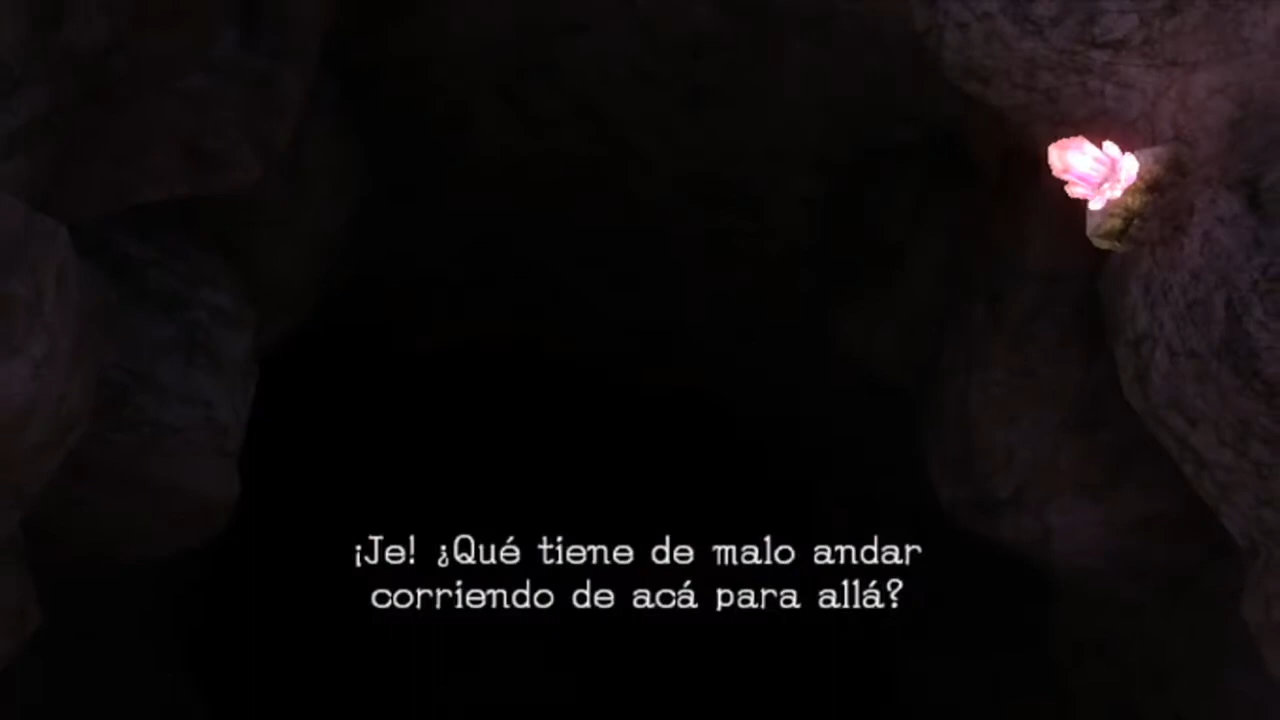 ¡Je! ¿Qué tiene de malo andar
corriendo de acá para allá?